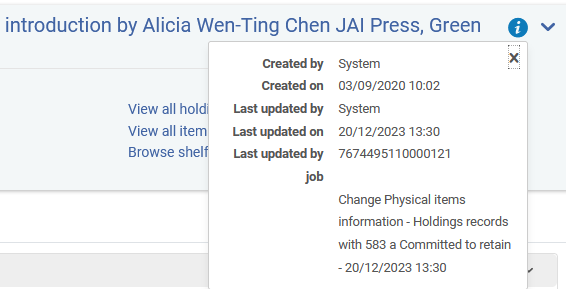 introduction by Alicia Wen-Ting Chen JAI Press, Green
Created by System
Created on 03/09/2020 10:02
Last updated by System
Last updated on 20/12/2023 13:30
Last updated by job 7674495110000121
Change Physical items
information - Holdings records
with 583 a Committed to retain
- 20/12/2023 13:30
View all holdi
View all item
Browse shelf